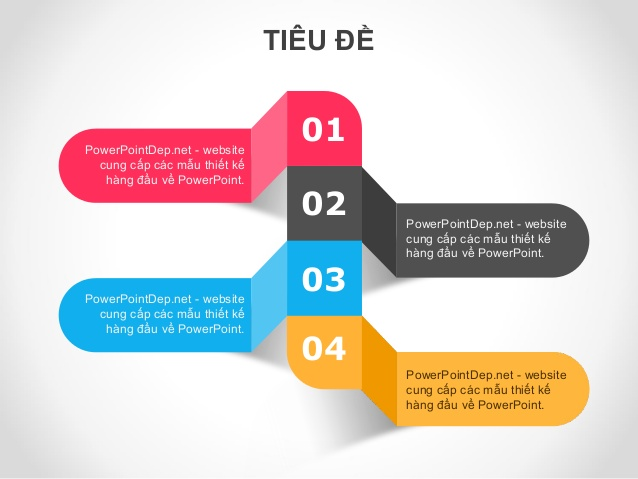 TIÊU ĐỀ
01
PowerPointDep.net - website
cung cấp các mẫu thiết kế
hàng đầu về PowerPoint.
02
PowerPointDep.net - website
cung cấp các mẫu thiết kế
hàng đầu về PowerPoint.
03
PowerPointDep.net - website
cung cấp các mẫu thiết kế
hàng đầu về PowerPoint.
04
PowerPointDep.net - website
cung cấp các mẫu thiết kế
hàng đầu về PowerPoint.